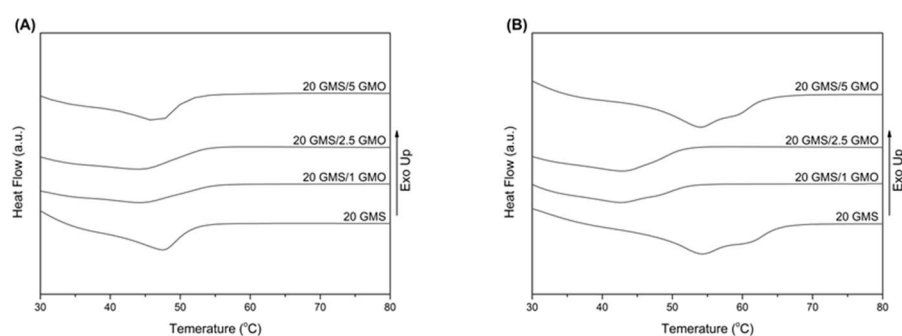 (A)
Heat Flow (a.u.)
20 GMS/5 GMO
20 GMS/2.5 GMO
20 GMS/1 GMO
20 GMS
Exo Up
30 40 50 60 70 80
Temerature (°C)
(B)
Heat Flow (a.u.)
20 GMS/5 GMO
20 GMS/2.5 GMO
20 GMS/1 GMO
20 GMS
Exo Up
30 40 50 60 70 80
Temerature (°C)